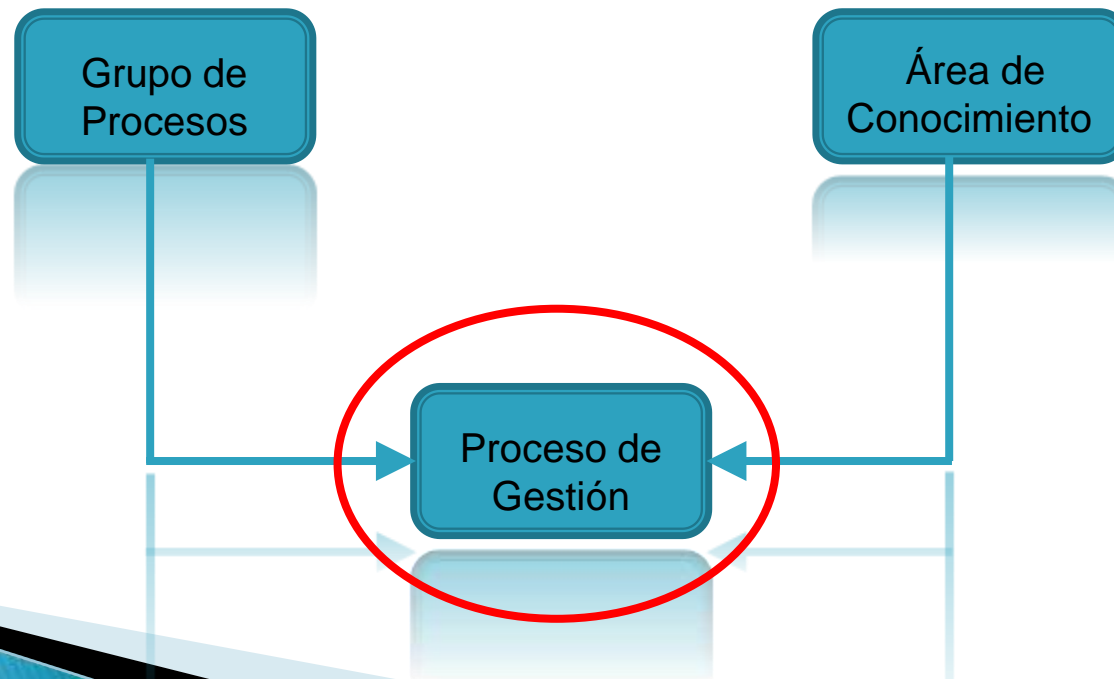 Grupo de
Procesos
Área de
Conocimiento
Proceso de
Gestión